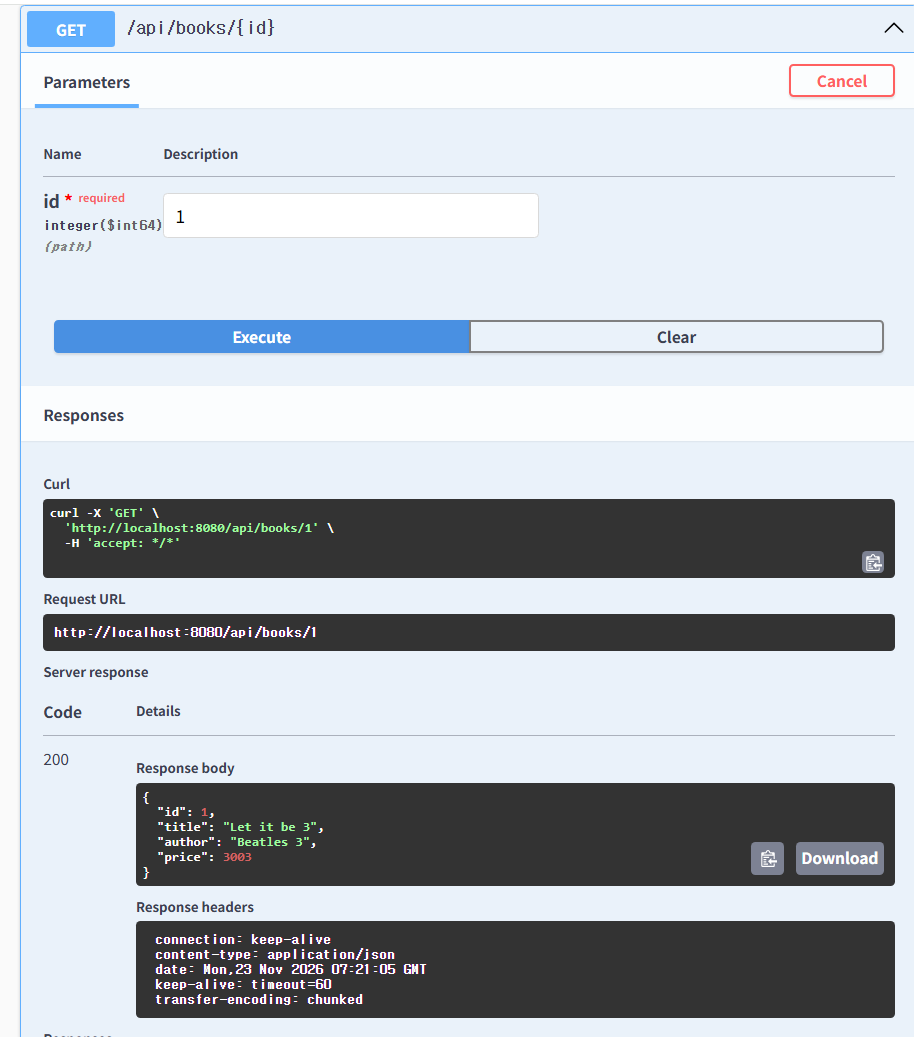 GET /api/books/{id}
Parameters
Cancel
Name Description
id * required
integer($int64)
(path)
1
Execute Clear
Responses
Curl
curl -X 'GET' \
'http://localhost:8080/api/books/1' \
-H 'accept: */*'
Request URL
http://localhost:8080/api/books/1
Server response
Code Details
200
Response body
{
"id": 1,
"title": "Let it be 3",
"author": "Beatles 3",
"price": 3003
}
Download
Response headers
connection: keep-alive
content-type: application/json
date: Mon,23 Nov 2026 07:21:05 GMT
keep-alive: timeout=60
transfer-encoding: chunked